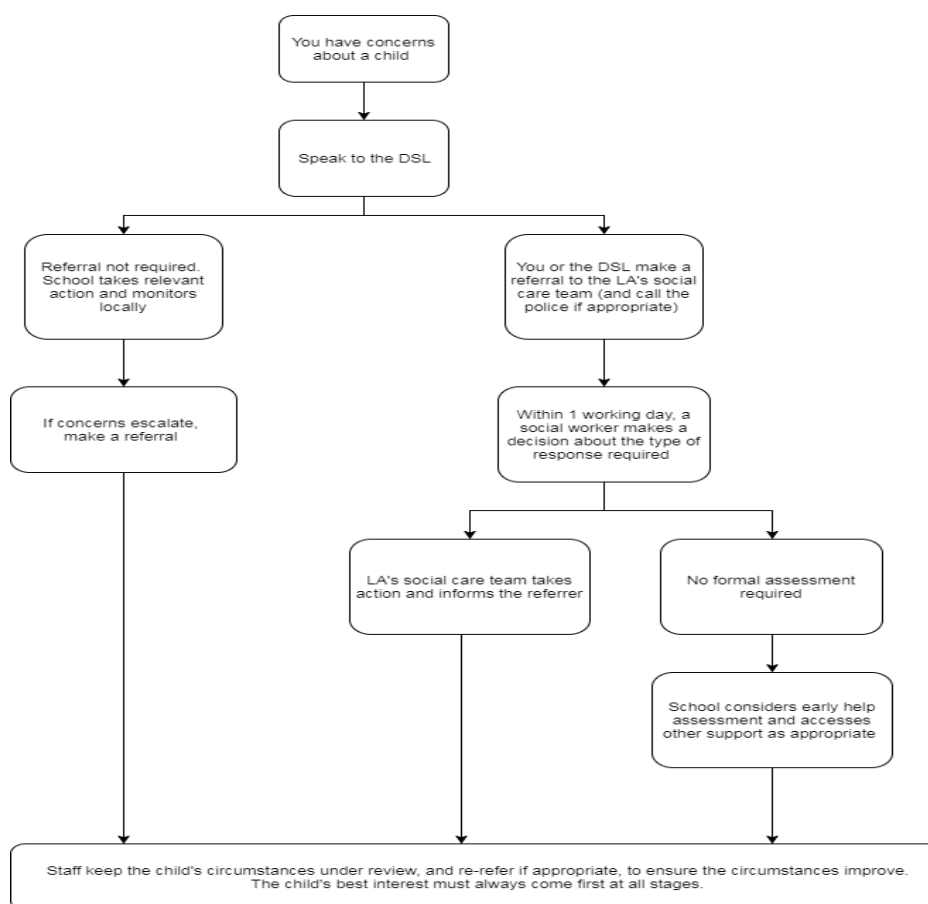 You have concerns
about a child
Speak to the DSL
Referral not required.
School takes relevant
action and monitors
locally
You or the DSL make a
referral to the LA's social
care team (and call the
police if appropriate)
If concerns escalate,
make a referral
Within 1 working day, a
social worker makes a
decision about the type of
response required
LA's social care team takes
action and informs the referrer
No formal assessment
required
School considers early help
assessment and accesses
other support as appropriate
Staff keep the child's circumstances under review, and re-refer if appropriate, to ensure the circumstances improve.
The child's best interest must always come first at all stages.